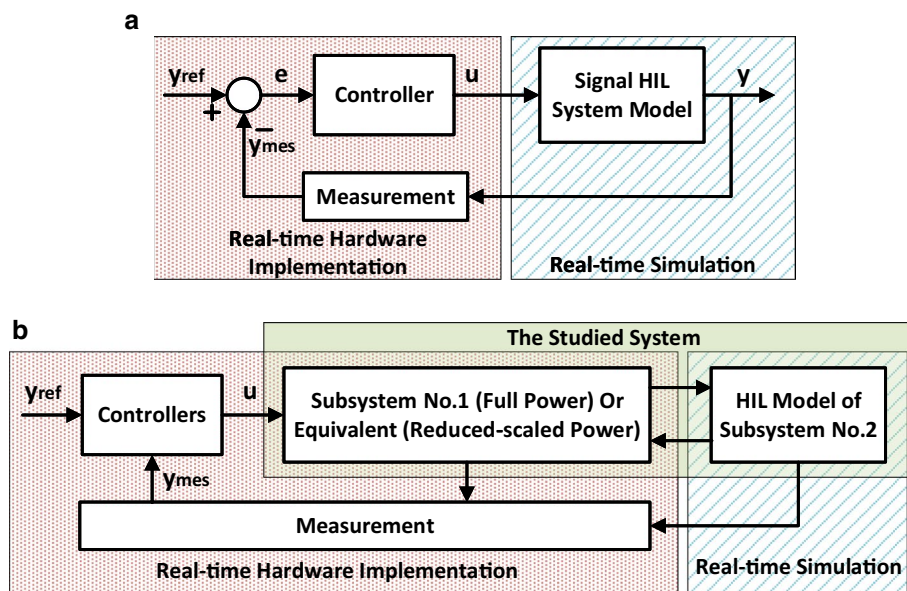 a
yref
+
−
e
Controller
u
Signal HIL
System Model
y
ymes
Measurement
Real-time Hardware
Implementation
Real-time Simulation
b
The Studied System
yref
Controllers
u
Subsystem No.1 (Full Power) Or
Equivalent (Reduced-scaled Power)
HIL Model of
Subsystem No.2
ymes
Measurement
Real-time Hardware Implementation
Real-time Simulation